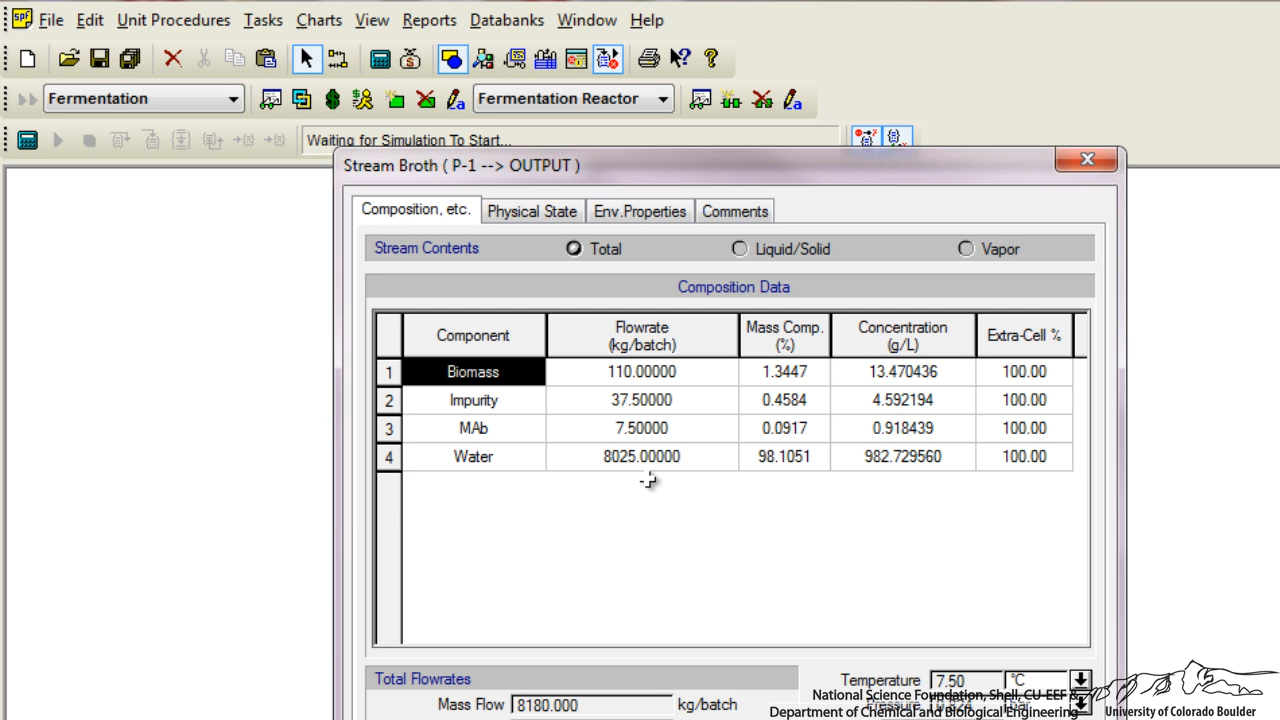 spf File Edit Unit Procedures Tasks Charts View Reports Databanks Window Help
Fermentation Fermentation Reactor
Waiting for Simulation To Start...
Stream Broth ( P-1 --> OUTPUT )
Composition, etc. Physical State Env.Properties Comments
Stream Contents Total Liquid/Solid Vapor
Composition Data
Component Flowrate (kg/batch) Mass Comp. (%) Concentration (g/L) Extra-Cell %
1 Biomass 110.00000 1.3447 13.470436 100.00
2 Impurity 37.50000 0.4584 4.592194 100.00
3 MAb 7.50000 0.0917 0.918439 100.00
4 Water 8025.00000 98.1051 982.729560 100.00
Total Flowrates Temperature 7.50 °C
Mass Flow 8180.000 kg/batch
National Science Foundation, Shell, CU-EEF &
Department of Chemical and Biological Engineering
University of Colorado Boulder